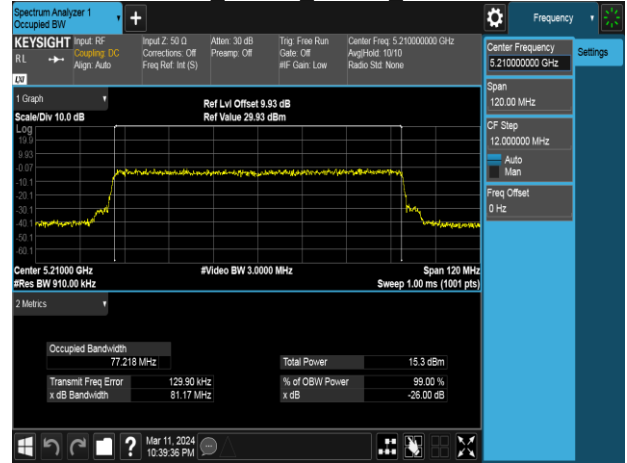 Spectrum Analyzer 1
Occupied BW
Frequency
KEYSIGHT
Input: RF
Coupling: DC
Align: Auto
Input Z: 50 Ω
Corrections: Off
Freq Ref: Int (S)
Atten: 30 dB
Preamp: Off
Trig: Free Run
Gate: Off
#IF Gain: Low
Center Freq: 5.210000000 GHz
Avg|Hold: 10/10
Radio Std: None
RL
LXI
1 Graph
Scale/Div 10.0 dB
Ref Lvl Offset 9.93 dB
Ref Value 29.93 dBm
Log
19.9
9.93
-0.07
-10.1
-20.1
-30.1
-40.1
-50.1
-60.1
Center 5.21000 GHz
#Res BW 910.00 kHz
#Video BW 3.0000 MHz
Span 120 MHz
Sweep 1.00 ms (1001 pts)
2 Metrics
Occupied Bandwidth
77.218 MHz
Total Power 15.3 dBm
Transmit Freq Error 129.90 kHz
% of OBW Power 99.00 %
x dB Bandwidth 81.17 MHz
x dB -26.00 dB
Mar 11, 2024
10:39:36 PM
?
Center Frequency
5.210000000 GHz
Settings
Span
120.00 MHz
CF Step
12.000000 MHz
Auto
Man
Freq Offset
0 Hz